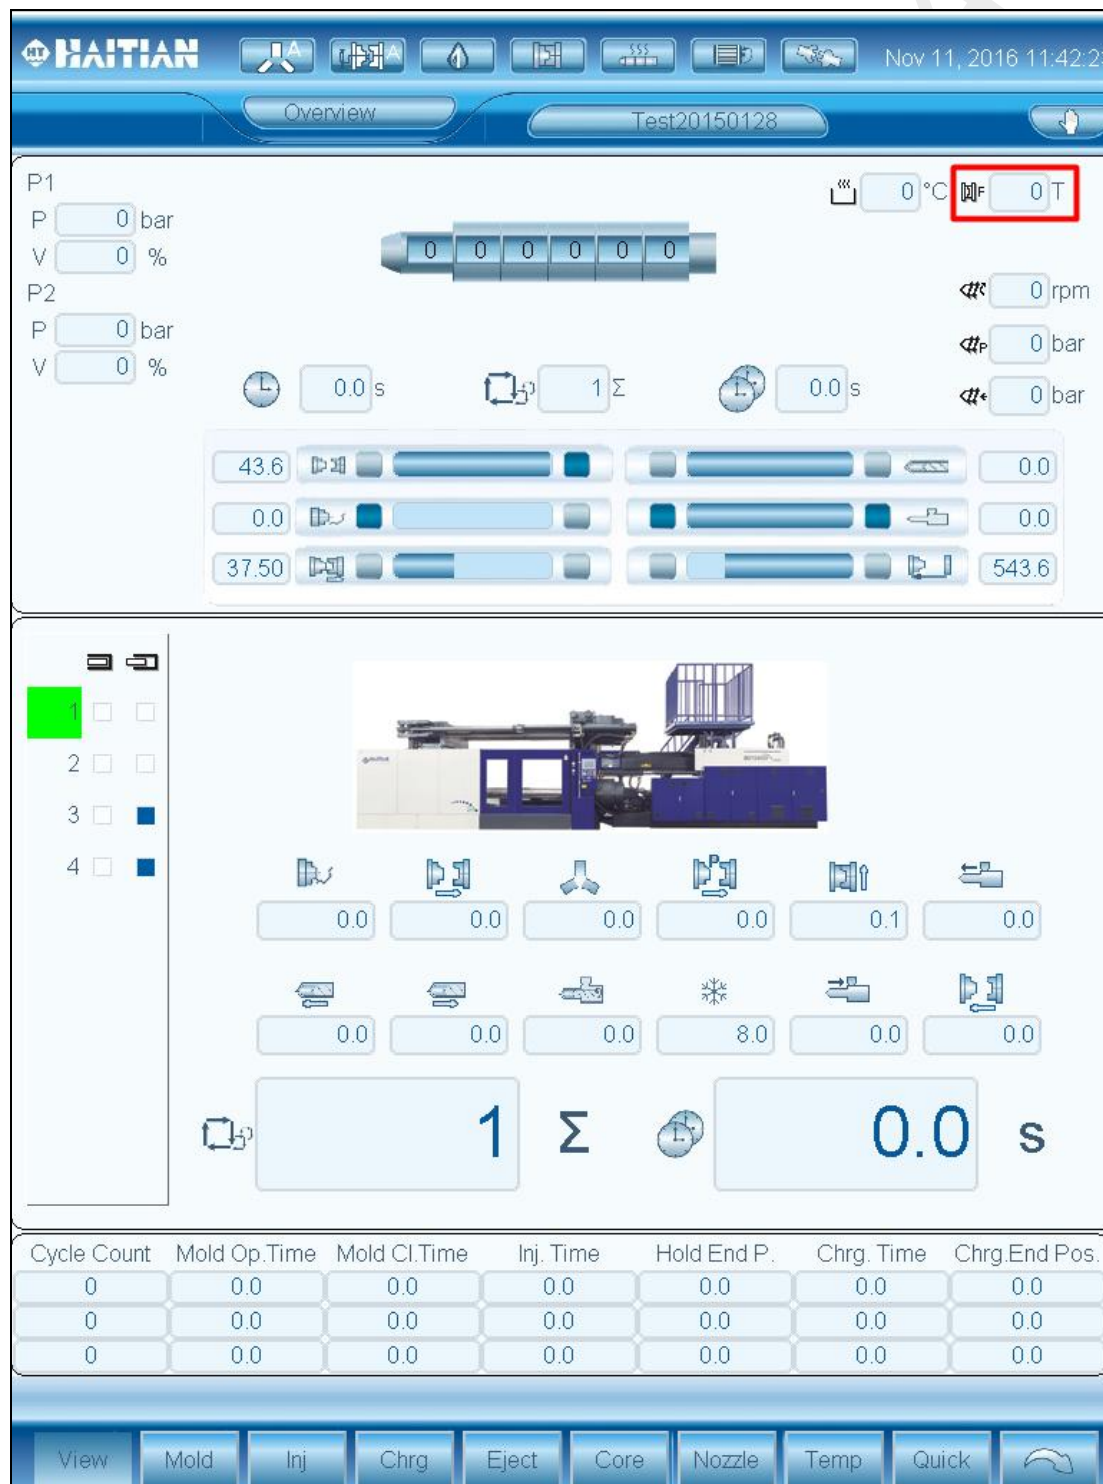 HT HAITIAN A A Nov 11, 2016 11:42:2
Overview Test20150128
P1 0 °C F 0 T
P 0 bar
V 0 %
0 0 0 0 0 0
P2 0 rpm
P 0 bar P 0 bar
V 0 %
0.0 s 1 Σ 0.0 s 0 bar
43.6 0.0
0.0 0.0
37.50 543.6
1
2
3
4
P
0.0 0.0 0.0 0.0 0.1 0.0
0.0 0.0 0.0 8.0 0.0 0.0
1 Σ 0.0 s
Cycle Count Mold Op.Time Mold Cl.Time Inj. Time Hold End P. Chrg. Time Chrg.End Pos.
0 0.0 0.0 0.0 0.0 0.0 0.0
0 0.0 0.0 0.0 0.0 0.0 0.0
0 0.0 0.0 0.0 0.0 0.0 0.0
View Mold Inj Chrg Eject Core Nozzle Temp Quick